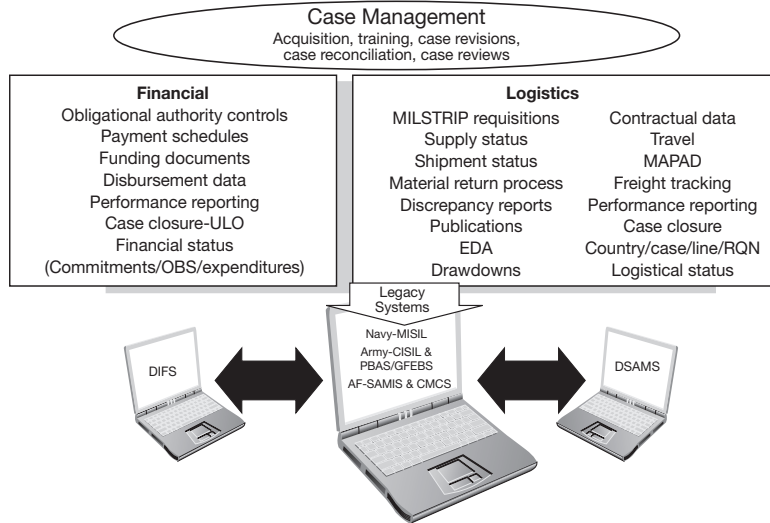 Case Management
Acquisition, training, case revisions,
case reconciliation, case reviews
Financial
Obligational authority controls
Payment schedules
Funding documents
Disbursement data
Performance reporting
Case closure-ULO
Financial status
(Commitments/OBS/expenditures)
Logistics
MILSTRIP requisitions
Supply status
Shipment status
Material return process
Discrepancy reports
Publications
EDA
Drawdowns
Contractual data
Travel
MAPAD
Freight tracking
Performance reporting
Case closure
Country/case/line/RQN
Logistical status
Legacy
Systems
DIFS
Navy-MISIL
Army-CISIL &
PBAS/GFEBS
AF-SAMIS & CMCS
DSAMS